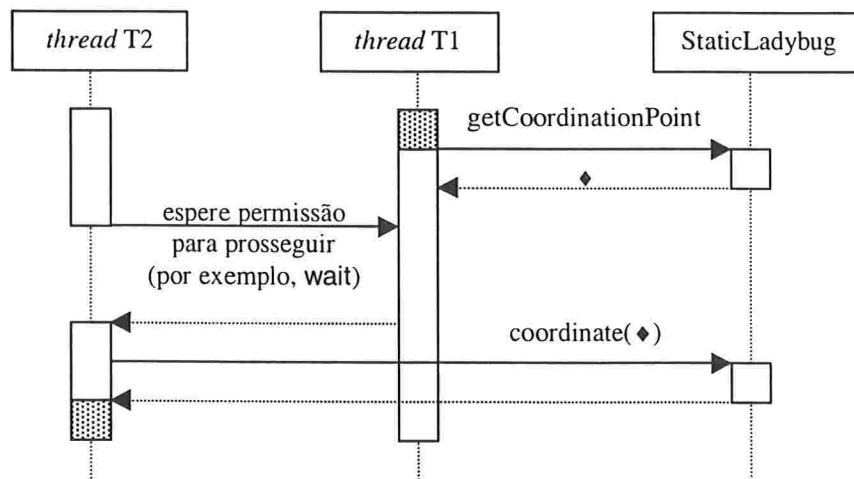 thread T2
thread T1
StaticLadybug
getCoordinationPoint
♦
espere permissão
para prosseguir
(por exemplo, wait)
coordinate(♦)